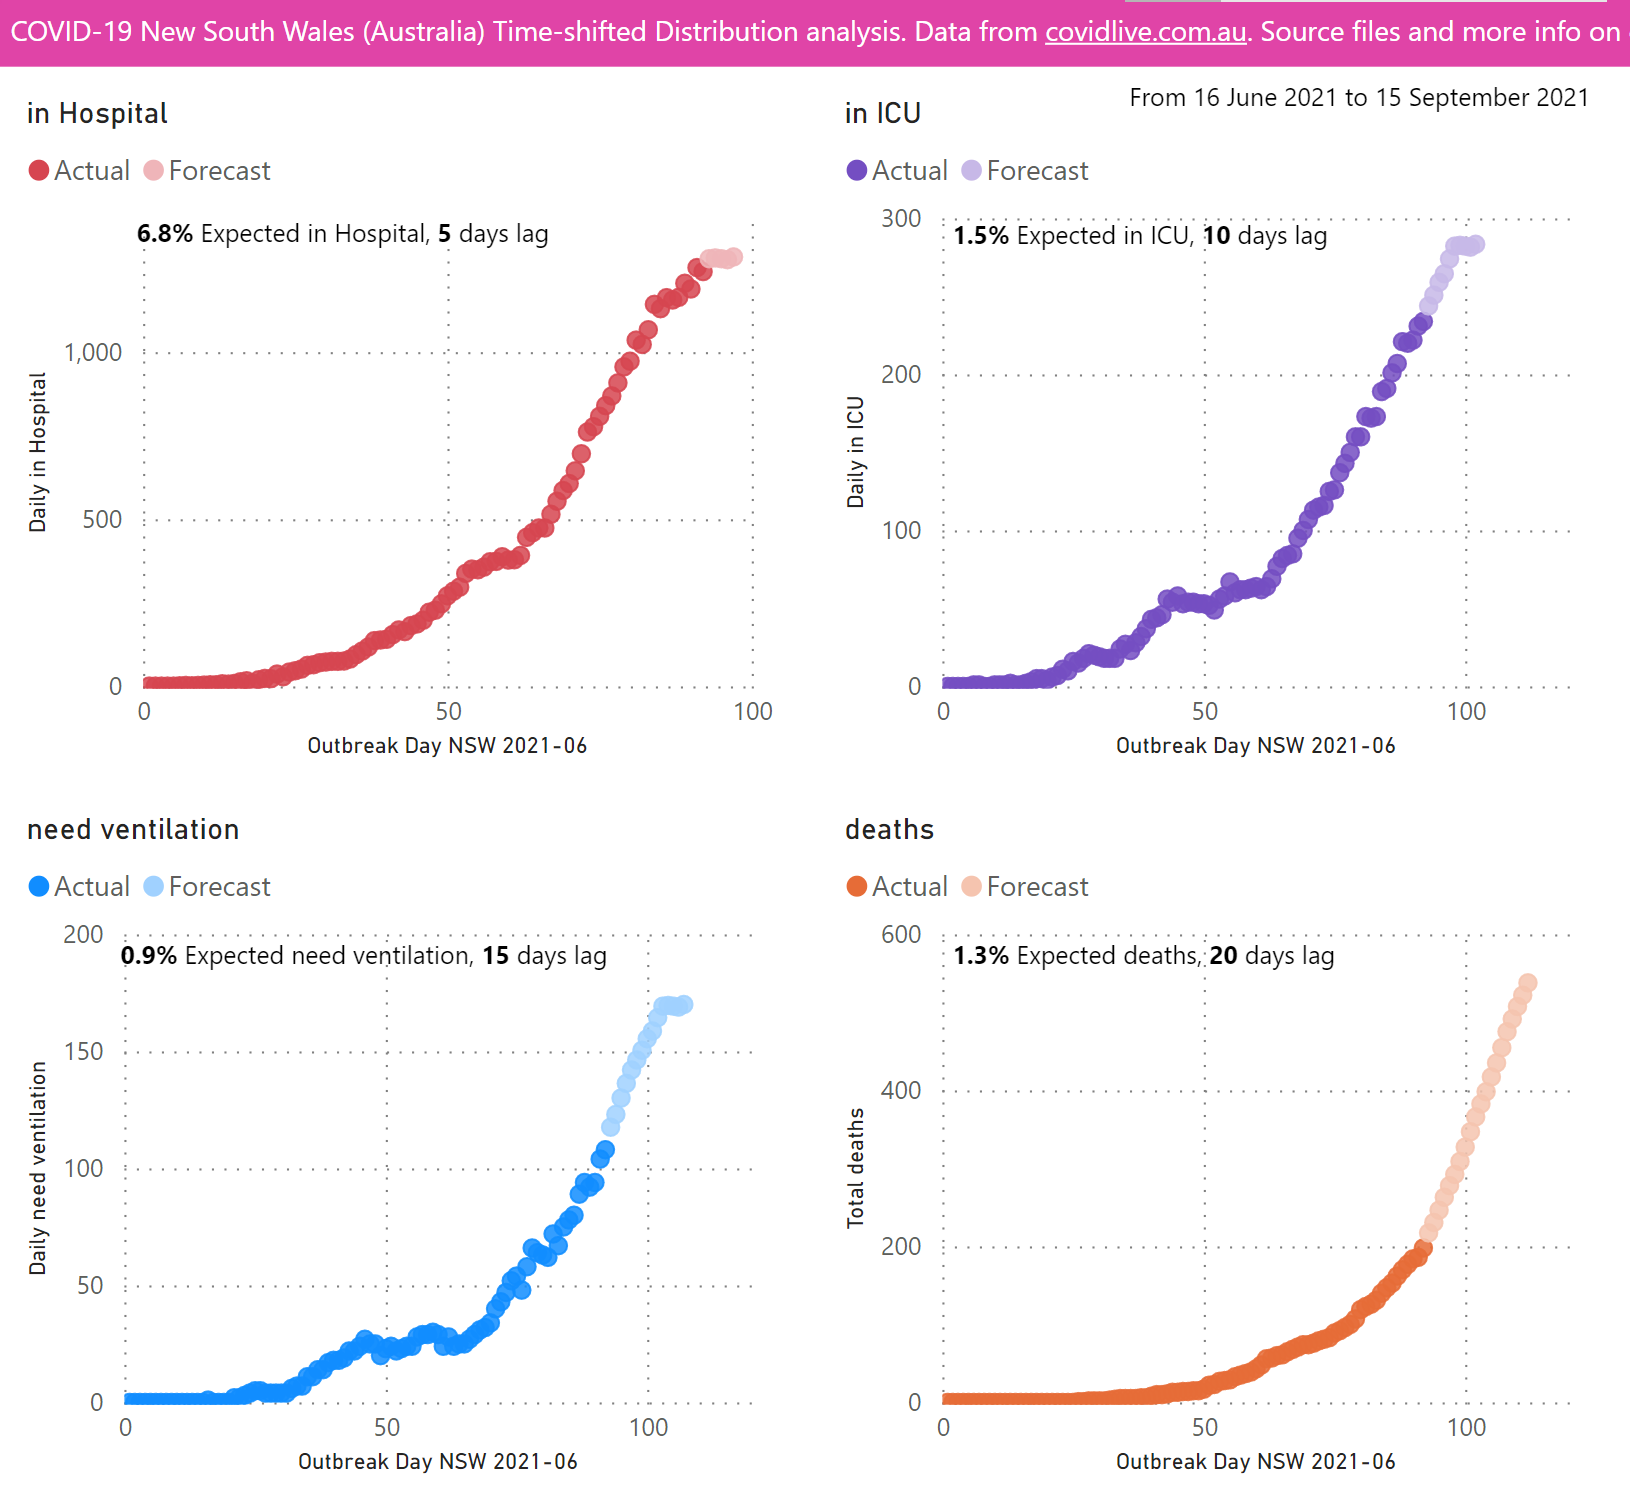 COVID-19 New South Wales (Australia) Time-shifted Distribution analysis. Data from covidlive.com.au. Source files and more info on
From 16 June 2021 to 15 September 2021
in Hospital
Actual Forecast
6.8% Expected in Hospital, 5 days lag
1,000
500
0
Daily in Hospital
0 50 100
Outbreak Day NSW 2021-06
in ICU
Actual Forecast
300
1.5% Expected in ICU, 10 days lag
200
100
0
Daily in ICU
0 50 100
Outbreak Day NSW 2021-06
need ventilation
Actual Forecast
200
0.9% Expected need ventilation, 15 days lag
150
100
50
0
Daily need ventilation
0 50 100
Outbreak Day NSW 2021-06
deaths
Actual Forecast
600
1.3% Expected deaths, 20 days lag
400
200
0
Total deaths
0 50 100
Outbreak Day NSW 2021-06